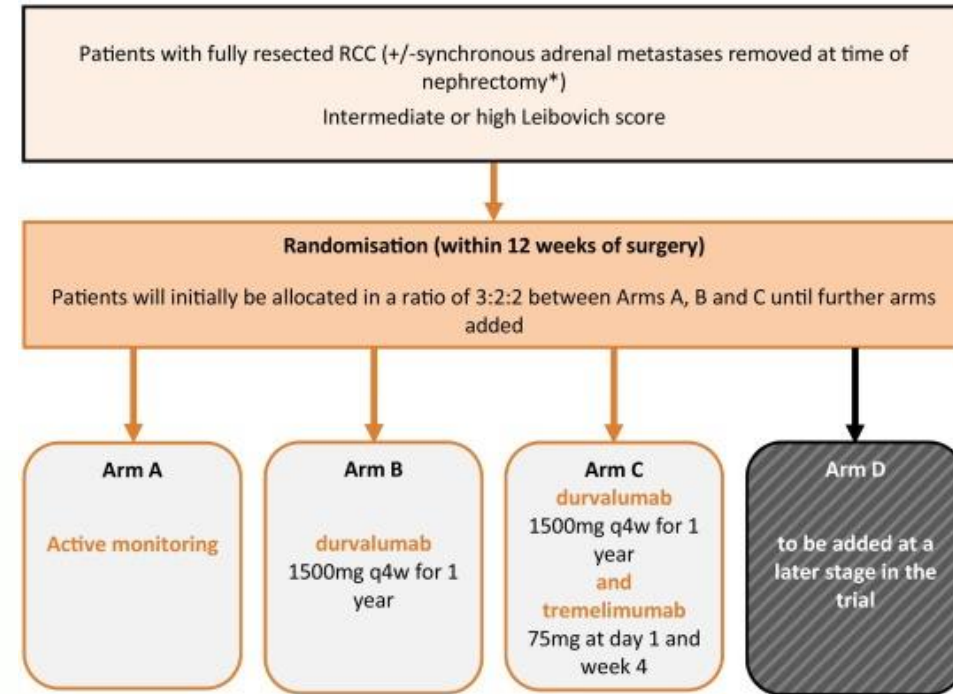 Patients with fully resected RCC (+/-synchronous adrenal metastases removed at time of
nephrectomy*)
Intermediate or high Leibovich score
Randomisation (within 12 weeks of surgery)
Patients will initially be allocated in a ratio of 3:2:2 between Arms A, B and C until further arms
added
Arm A
Active monitoring
Arm B
durvalumab
1500mg q4w for 1
year
Arm C
durvalumab
1500mg q4w for 1
year
and
tremelimumab
75mg at day 1 and
week 4
Arm D
to be added at a
later stage in the
trial